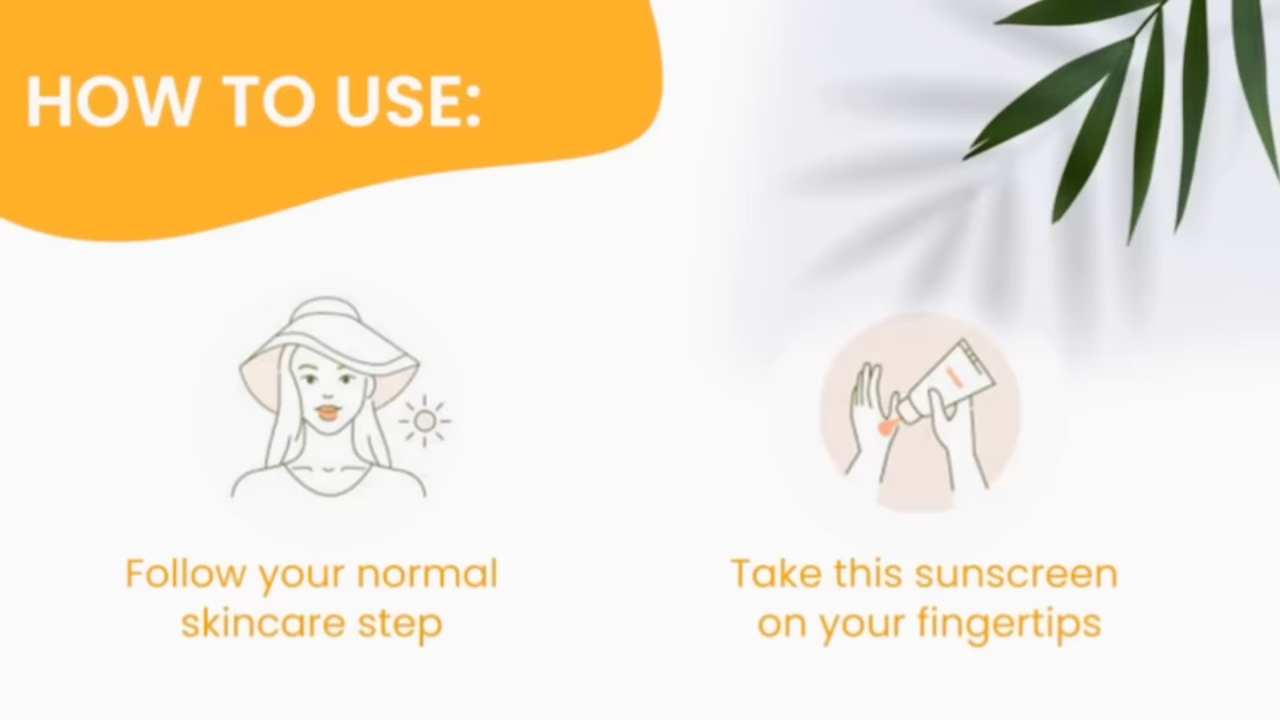 HOW TO USE:
Follow your normal
skincare step
Take this sunscreen
on your fingertips